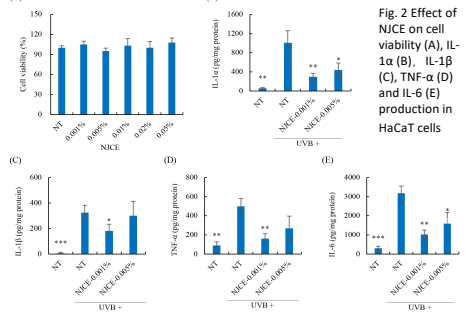 Cell viability (%)
150
120
90
60
30
0
NT
0.001%
0.005%
0.01%
0.02%
0.05%
NJCE
IL-1α (pg/mg protein)
1600
1200
800
400
0
**
**
*
NT
NT
NJCE-0.001%
NJCE-0.005%
UVB +
Fig. 2 Effect of
NJCE on cell
viability (A), IL-
1α (B), IL-1β
(C), TNF-α (D)
and IL-6 (E)
production in
HaCaT cells
(C)
IL-1β (pg/mg protein)
600
400
200
0
***
*
NT
NT
NJCE-0.001%
NJCE-0.005%
UVB +
(D)
TNF-α (pg/mg protein)
800
600
400
200
0
**
**
NT
NT
NJCE-0.001%
NJCE-0.005%
UVB +
(E)
IL-6 (pg/mg protein)
4000
3000
2000
1000
0
***
**
*
NT
NT
NJCE-0.001%
NJCE-0.005%
UVB +